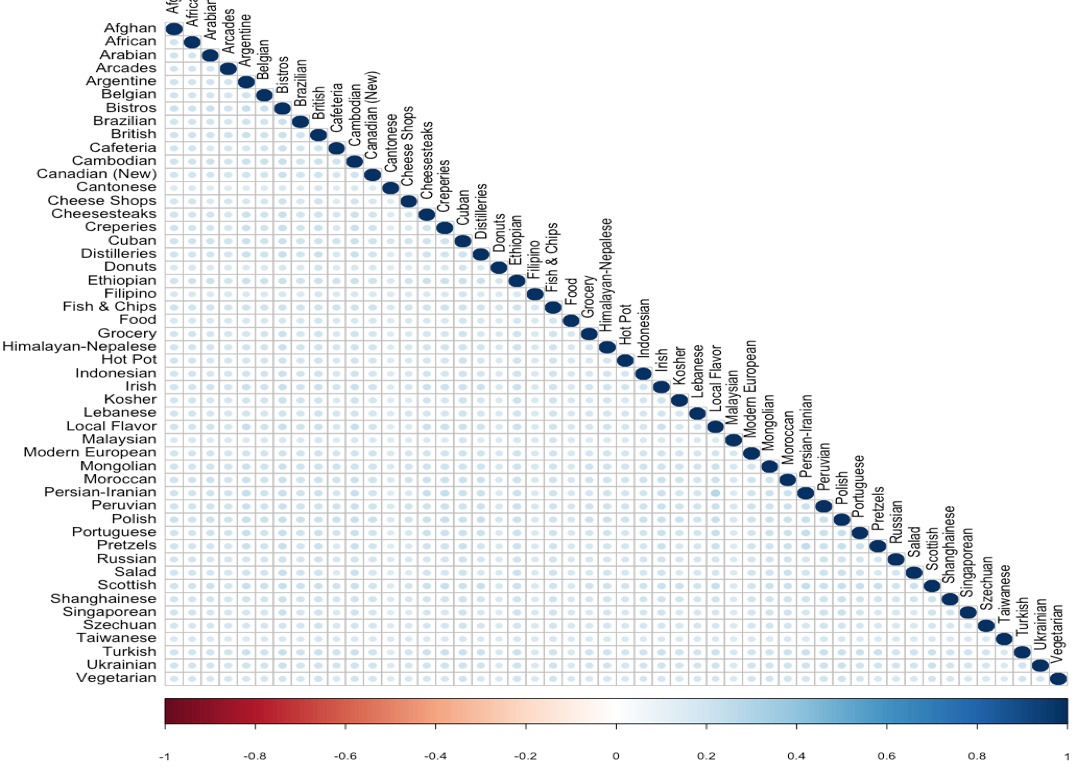 Afghan
African
Arabian
Arcades
Argentine
Belgian
Bistros
Brazilian
British
Cafeteria
Cambodian
Canadian (New)
Cantonese
Cheese Shops
Cheesesteaks
Creperies
Cuban
Distilleries
Donuts
Ethiopian
Filipino
Fish & Chips
Food
Grocery
Himalayan-Nepalese
Hot Pot
Indonesian
Irish
Kosher
Lebanese
Local Flavor
Malaysian
Modern European
Mongolian
Moroccan
Persian-Iranian
Peruvian
Polish
Portuguese
Pretzels
Russian
Salad
Scottish
Shanghainese
Singaporean
Szechuan
Taiwanese
Turkish
Ukrainian
Vegetarian
Arabian
Arcades
Argentine
Belgian
Bistros
Brazilian
British
Cafeteria
Cambodian
Canadian (New)
Cantonese
Cheese Shops
Cheesesteaks
Creperies
Cuban
Distilleries
Donuts
Ethiopian
Filipino
Fish & Chips
Food
Grocery
Himalayan-Nepalese
Hot Pot
Indonesian
Irish
Kosher
Lebanese
Local Flavor
Malaysian
Modern European
Mongolian
Moroccan
Persian-Iranian
Peruvian
Polish
Portuguese
Pretzels
Russian
Salad
Scottish
Shanghainese
Singaporean
Szechuan
Taiwanese
Turkish
Ukrainian
Vegetarian
-1 -0.8 -0.6 -0.4 -0.2 0 0.2 0.4 0.6 0.8 1